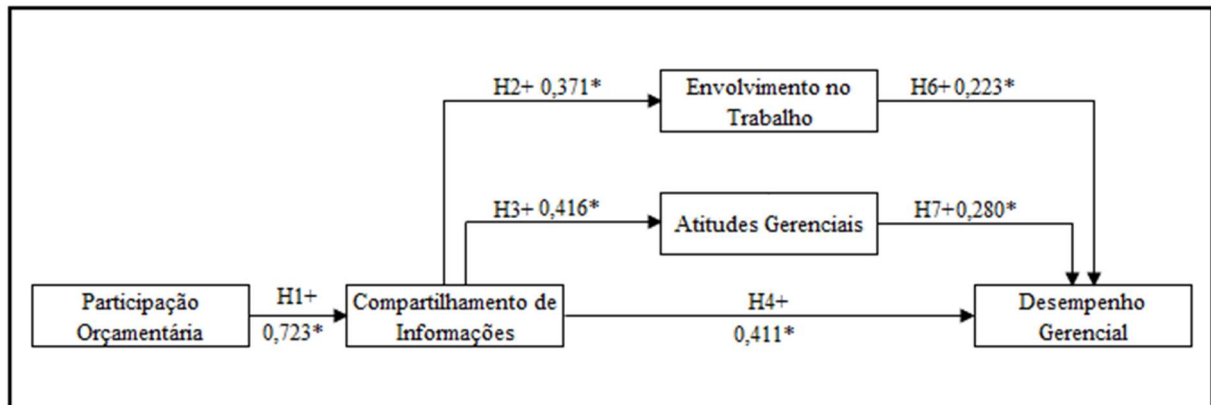 H2+ 0,371*
Envolvimento no
Trabalho
H6+0,223*
H3+ 0,416*
Atitudes Gerenciais
H7+0,280*
Participação
Orçamentária
H1+
0,723*
Compartilhamento de
Informações
H4+
0,411*
Desempenho
Gerencial